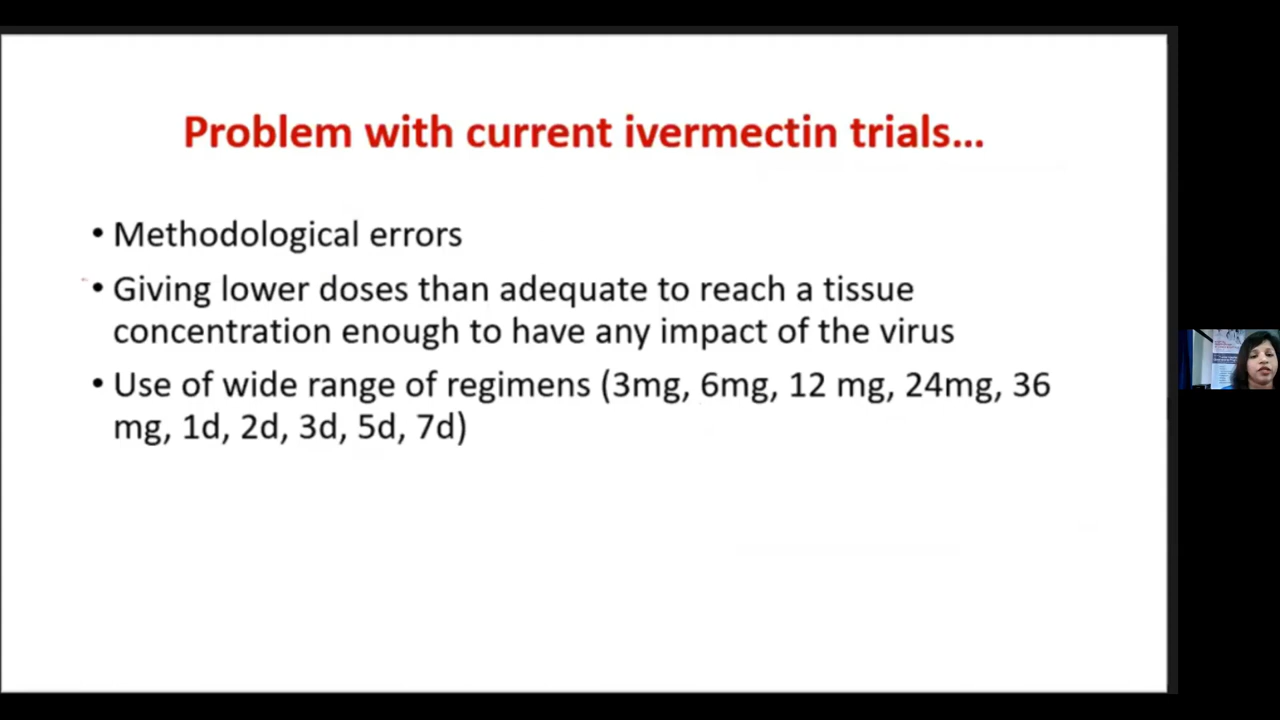 Problem with current ivermectin trials...
• Methodological errors
• Giving lower doses than adequate to reach a tissue
concentration enough to have any impact of the virus
• Use of wide range of regimens (3mg, 6mg, 12 mg, 24mg, 36
mg, 1d, 2d, 3d, 5d, 7d)